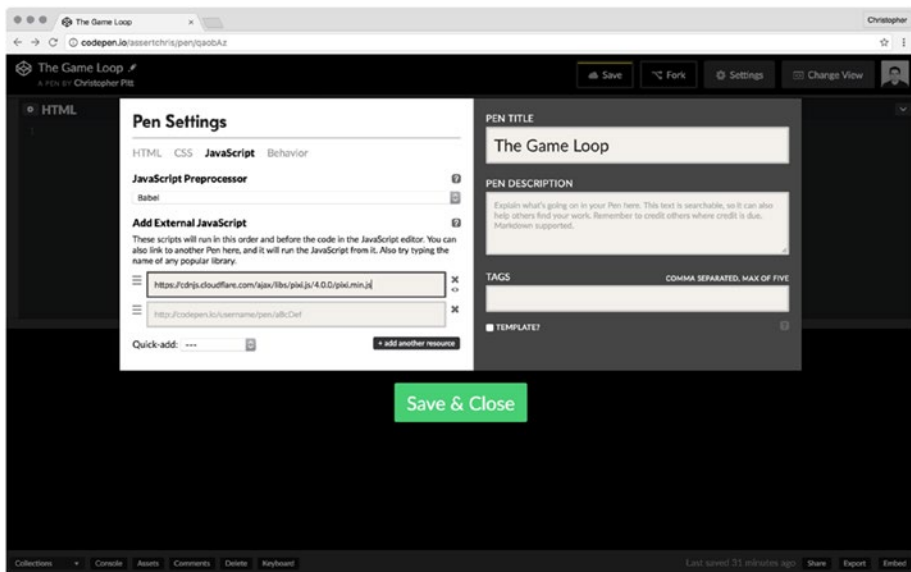 The Game Loop
Christopher
codepen.io/assertchris/pen/qaobAz
The Game Loop
A PEN BY Christopher Pitt
Save
Fork
Settings
Change View
HTML
1
Pen Settings
HTML CSS JavaScript Behavior
JavaScript Preprocessor
Babel
Add External JavaScript
These scripts will run in this order and before the code in the JavaScript editor. You can
also link to another Pen here, and it will run the JavaScript from it. Also try typing the
name of any popular library.
https://cdnjs.cloudflare.com/ajax/libs/pixi.js/4.0.0/pixi.min.js
http://codepen.io/username/pen/aBcDef
Quick-add: ---
+ add another resource
PEN TITLE
The Game Loop
PEN DESCRIPTION
Explain what's going on in your Pen here. This text is searchable, so it can also
help others find your work. Remember to credit others where credit is due.
Markdown supported.
TAGS
COMMA SEPARATED, MAX OF FIVE
TEMPLATE?
Save & Close
Collections
Console
Assets
Comments
Delete
Keyboard
Last saved 31 minutes ago
Share
Export
Embed